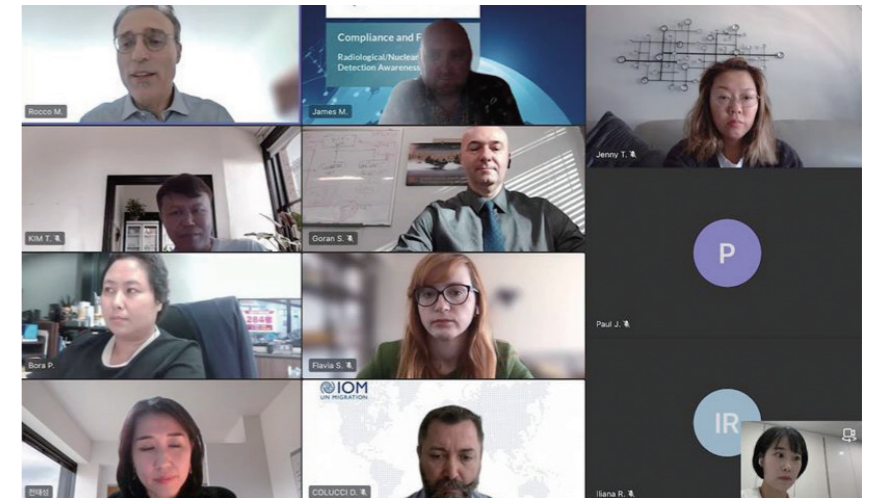 Compliance and F
Radiological/Nuclear
Detection Awareness
Rocco M.
James M.
Jenny T.
KIM T.
Goran S.
P
Paul J.
284
Bora P.
Flavia S.
IOM
UN MIGRATION
IR
COLUCCI D.
Iliana R.